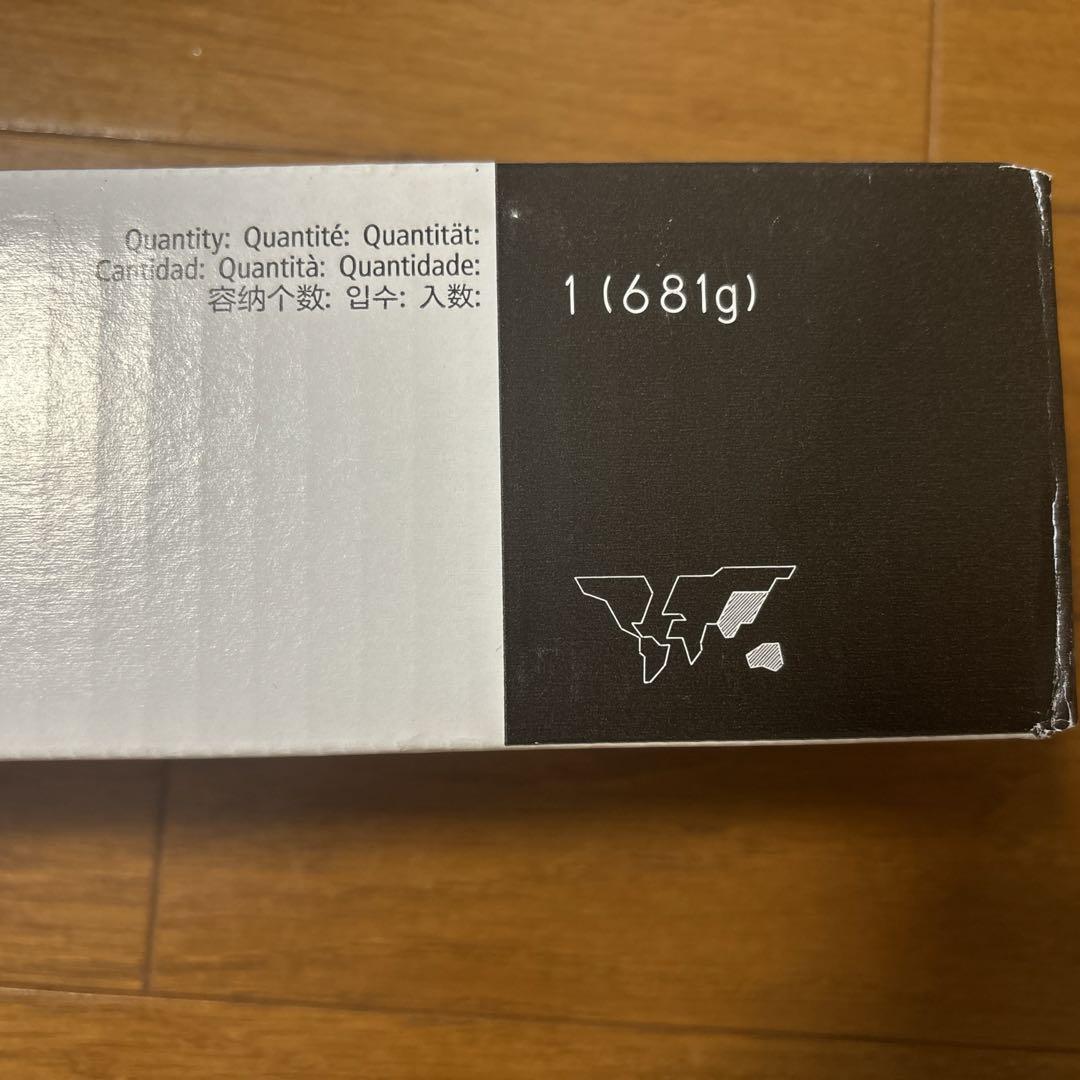 Quantity: Quantité: Quantität:
Cantidad: Quantità: Quantidade:
容纳个数: 입수: 入数:
1 (681g)